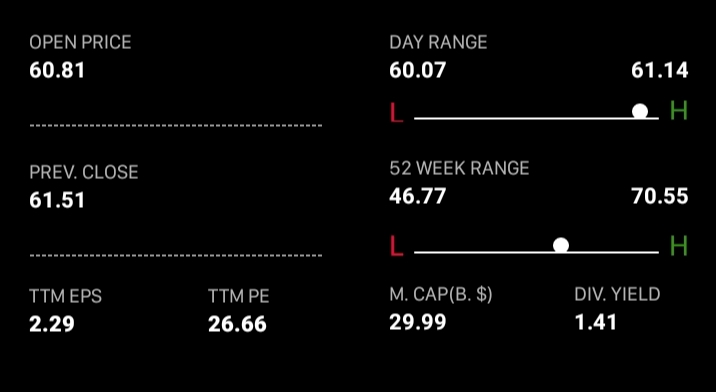 OPEN PRICE
60.81
DAY RANGE
60.07 61.14
L H
PREV. CLOSE
61.51
52 WEEK RANGE
46.77 70.55
L H
TTM EPS
2.29
TTM PE
26.66
M. CAP(B. $)
29.99
DIV. YIELD
1.41